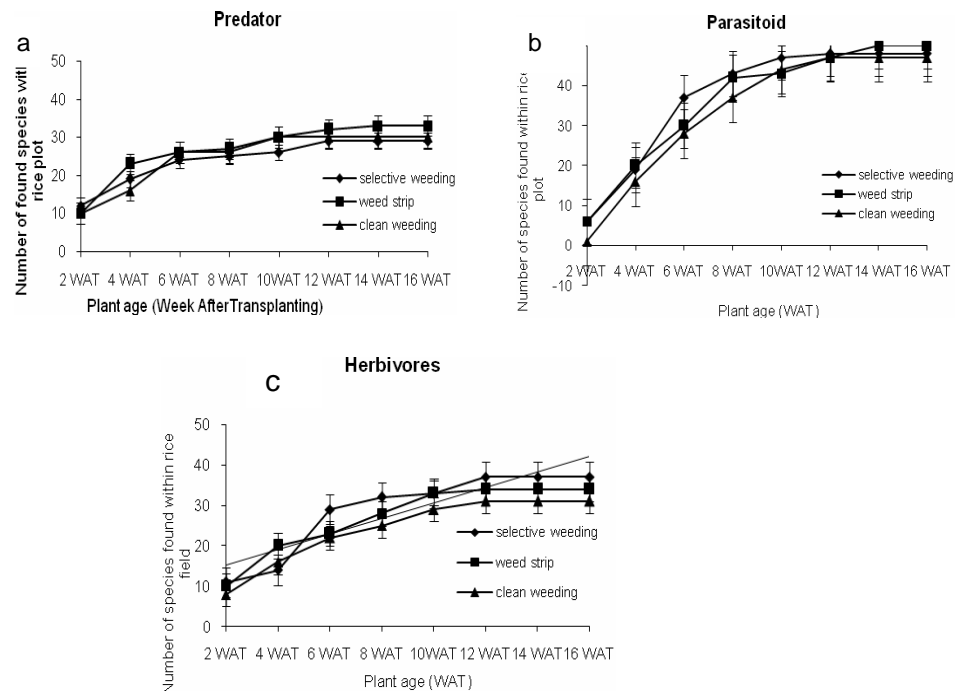 Predator
a
Number of found species witl
rice plot
50
40
30
20
10
0
selective weeding
weed strip
clean weeding
2 WAT 4 WAT 6 WAT 8 WAT 10WAT 12 WAT 14 WAT 16 WAT
Plant age (Week AfterTransplanting)
Parasitoid
b
Number of species found within rice
plot
40
30
20
10
0
-10
selective weeding
weed strip
clean weeding
2 WAT 4 WAT 6 WAT 8 WAT 10WAT 12 WAT 14 WAT 16 WAT
Plant age (WAT)
Herbivores
c
Number of species found within rice
field
50
40
30
20
10
0
selective weeding
weed strip
clean weeding
2 WAT 4 WAT 6 WAT 8 WAT 10WAT 12 WAT 14 WAT 16 WAT
Plant age (WAT)